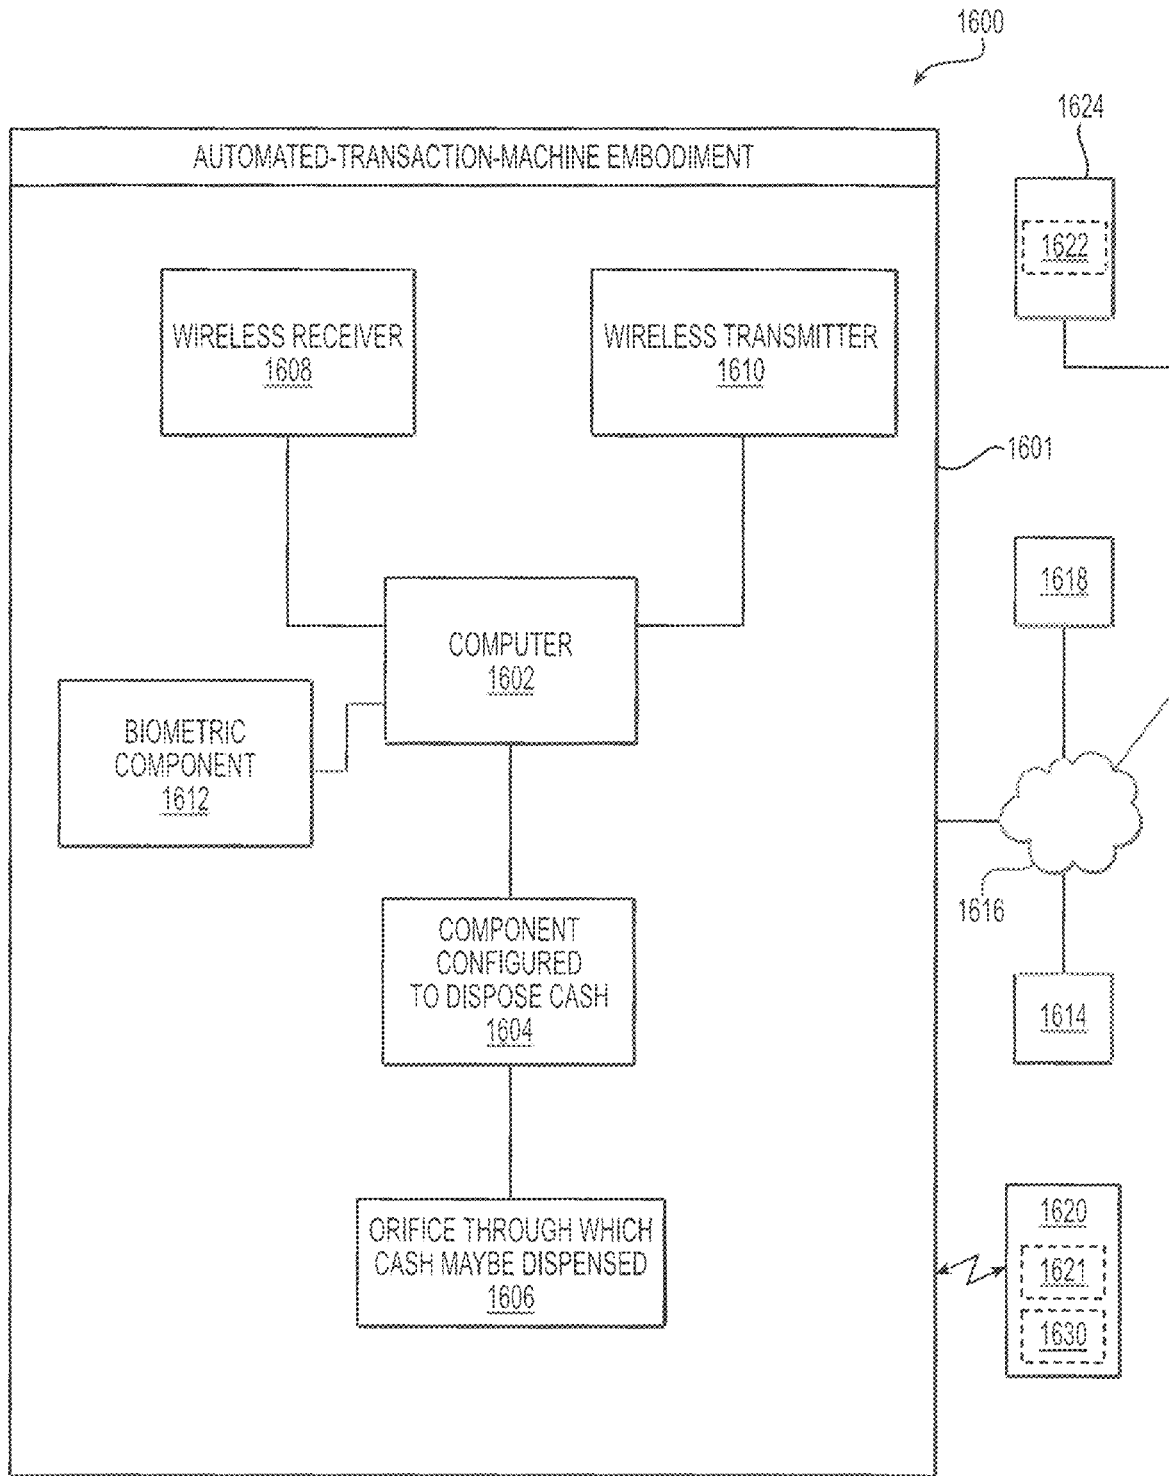 1600
1624
AUTOMATED-TRANSACTION-MACHINE EMBODIMENT
1622
WIRELESS RECEIVER
1608
WIRELESS TRANSMITTER
1610
1601
1618
COMPUTER
1602
BIOMETRIC
COMPONENT
1612
1616
COMPONENT
CONFIGURED
TO DISPOSE CASH
1604
1614
ORIFICE THROUGH WHICH
CASH MAYBE DISPENSED
1606
1620
1621
1630